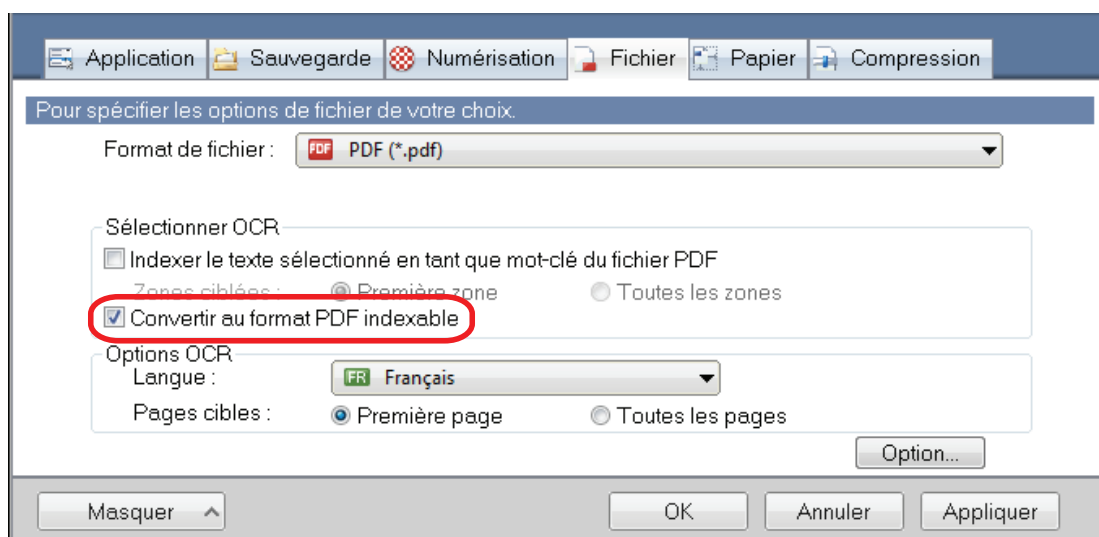 Application Sauvegarde Numérisation Fichier Papier Compression
Pour spécifier les options de fichier de votre choix.
Format de fichier : PDF PDF (*.pdf)
Sélectionner OCR
Indexer le texte sélectionné en tant que mot-clé du fichier PDF
Zones ciblées : Première zone Toutes les zones
Convertir au format PDF indexable
Options OCR
Langue : FR Français
Pages cibles : Première page Toutes les pages
Option...
Masquer OK Annuler Appliquer